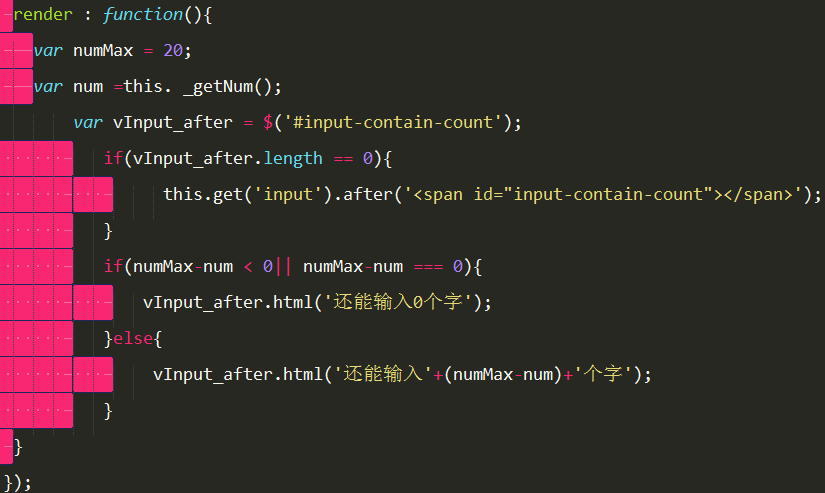 render : function(){
var numMax = 20;
var num =this. _getNum();
var vInput_after = $('#input-contain-count');
if(vInput_after.length == 0){
this.get('input').after('<span id="input-contain-count"></span>');
}
if(numMax-num < 0|| numMax-num === 0){
vInput_after.html('还能输入0个字');
}else{
vInput_after.html('还能输入'+(numMax-num)+'个字');
}
}
});